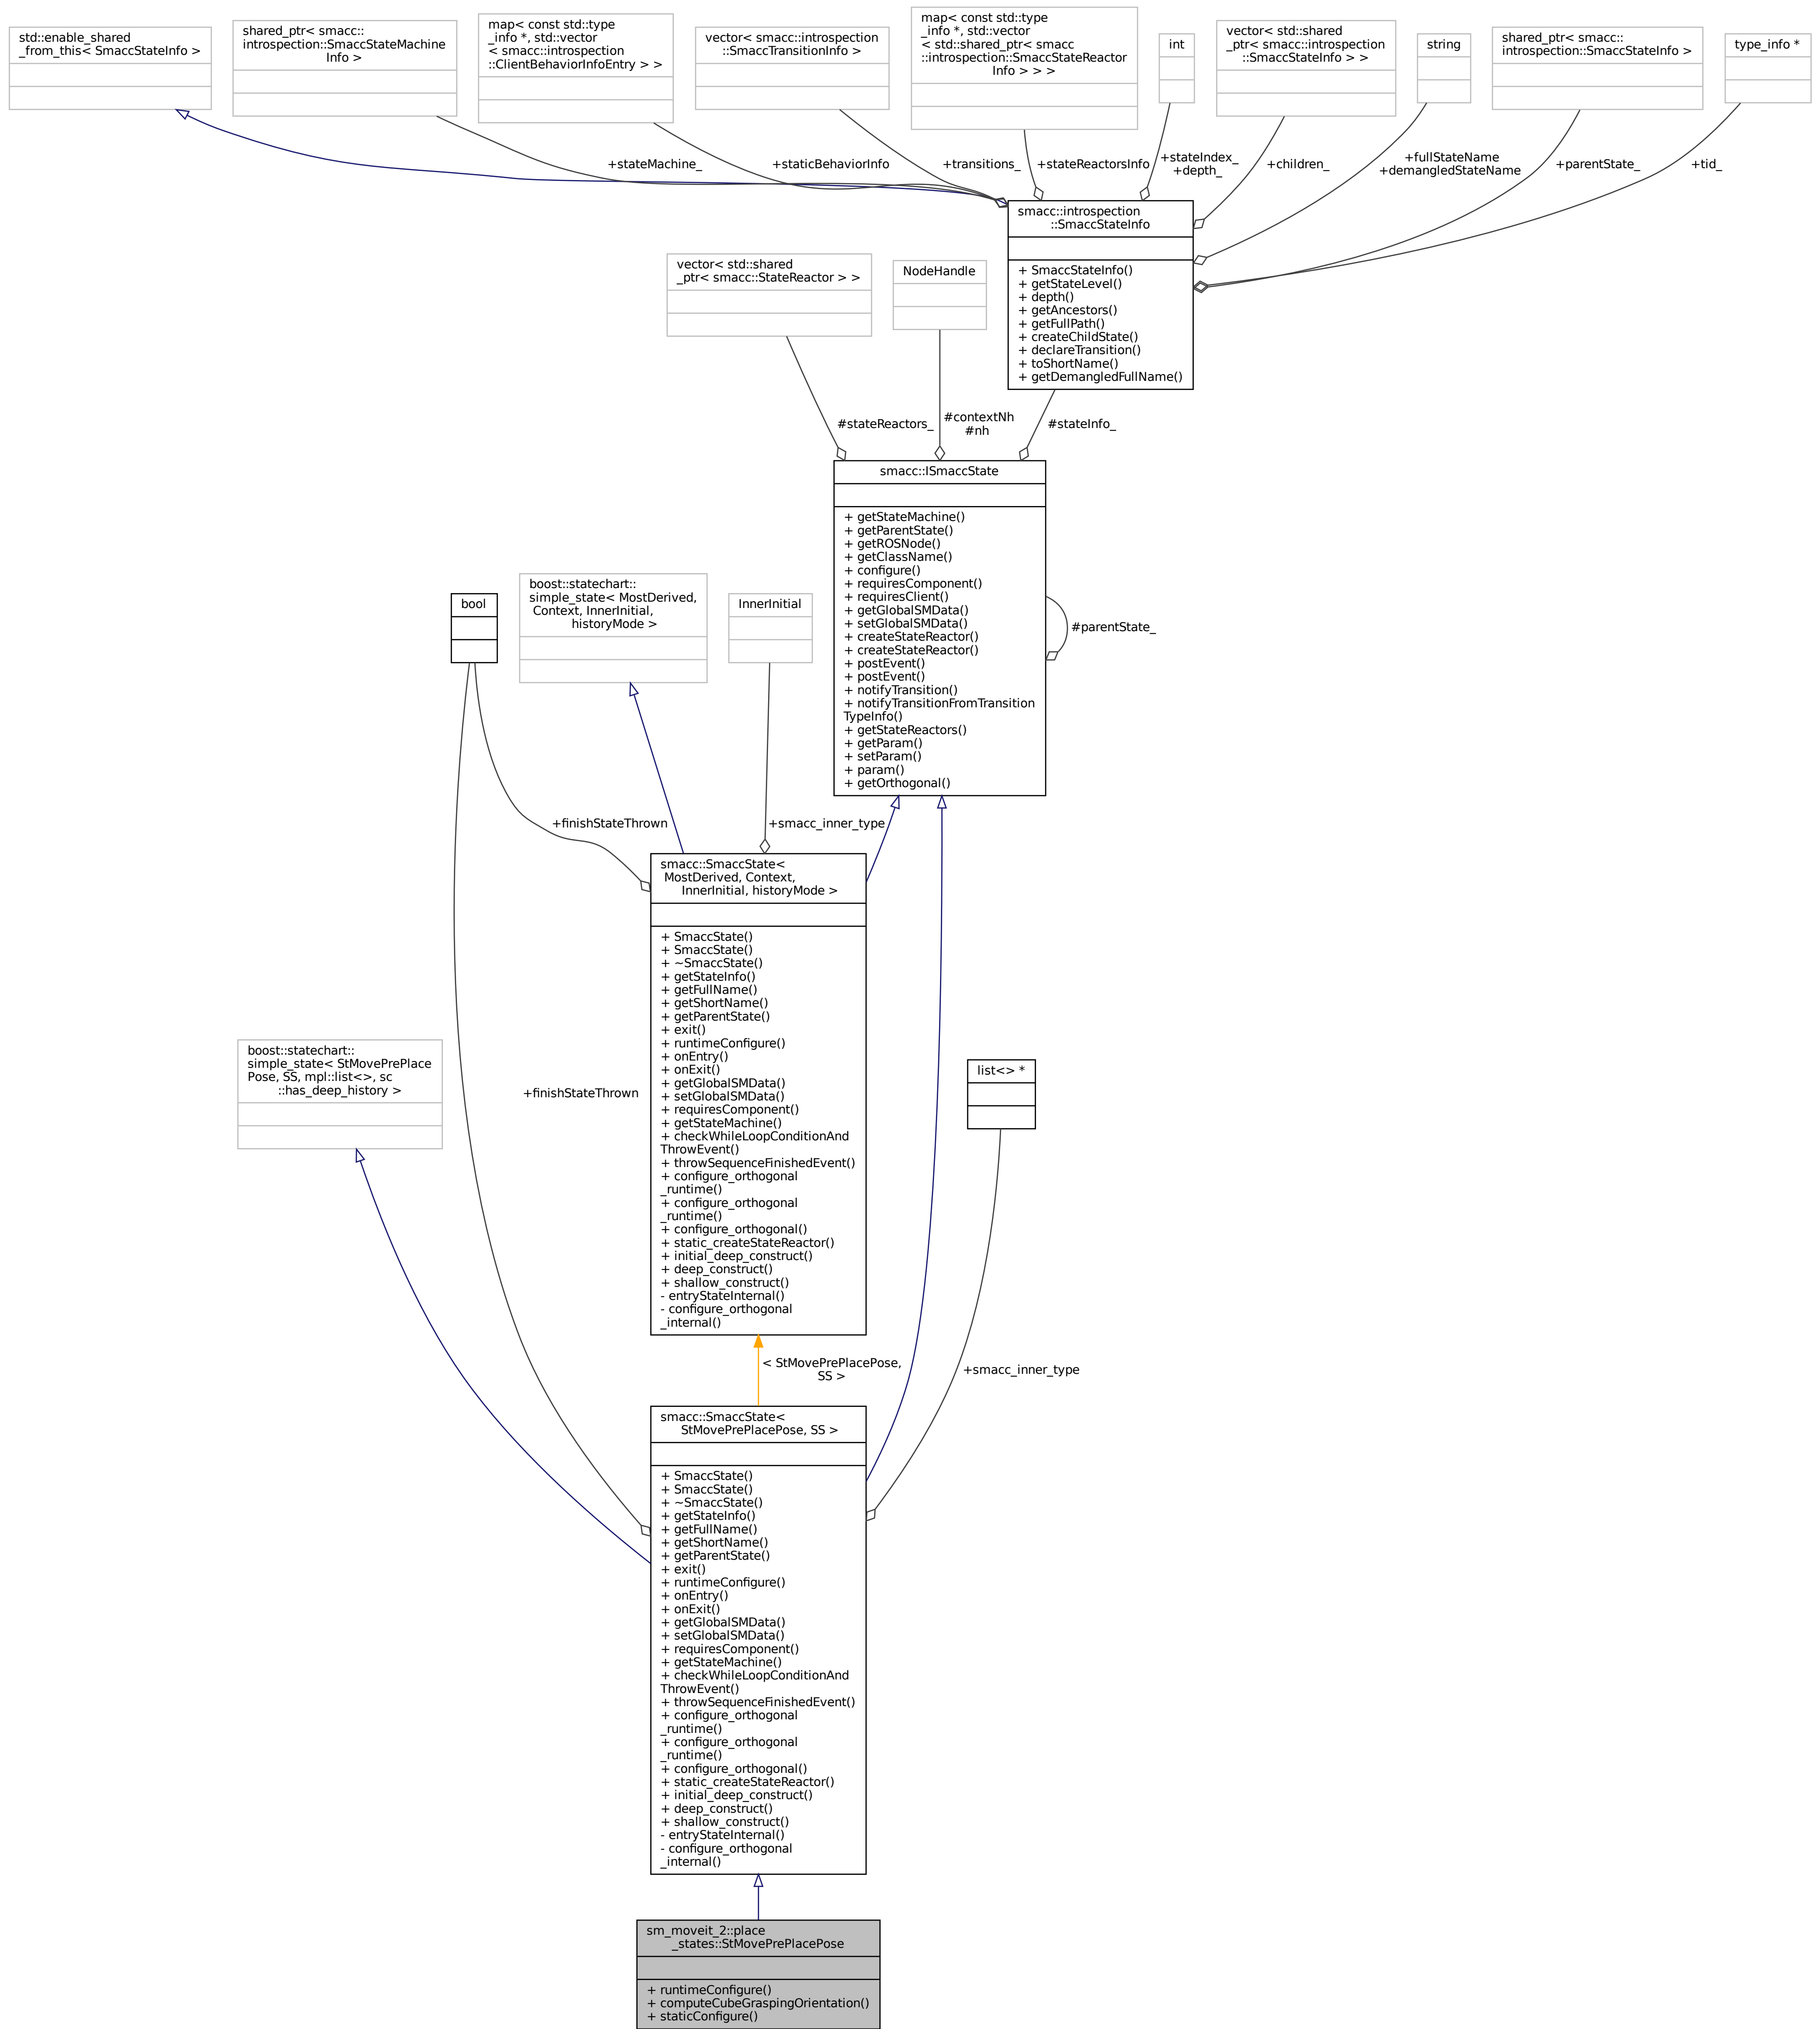 std::enable_shared
_from_this< SmaccStateInfo >
shared_ptr< smacc::
introspection::SmaccStateMachine
Info >
map< const std::type
_info *, std::vector
< smacc::introspection
::ClientBehaviorInfoEntry > >
vector< smacc::introspection
::SmaccTransitionInfo >
map< const std::type
_info *, std::vector
< std::shared_ptr< smacc
::introspection::SmaccStateReactor
Info > > >
int
vector< std::shared
_ptr< smacc::introspection
::SmaccStateInfo > >
string
shared_ptr< smacc::
introspection::SmaccStateInfo >
type_info *
+stateMachine_
+staticBehaviorInfo
+transitions_
+stateReactorsInfo
+stateIndex_
+depth_
+children_
+fullStateName
+demangledStateName
+parentState_
+tid_
smacc::introspection
::SmaccStateInfo
+ SmaccStateInfo()
+ getStateLevel()
+ depth()
+ getAncestors()
+ getFullPath()
+ createChildState()
+ declareTransition()
+ toShortName()
+ getDemangledFullName()
vector< std::shared
_ptr< smacc::StateReactor > >
NodeHandle
#stateReactors_
#contextNh
#nh
#stateInfo_
smacc::ISmaccState
+ getStateMachine()
+ getParentState()
+ getROSNode()
+ getClassName()
+ configure()
+ requiresComponent()
+ requiresClient()
+ getGlobalSMData()
+ setGlobalSMData()
+ createStateReactor()
+ createStateReactor()
+ postEvent()
+ postEvent()
+ notifyTransition()
+ notifyTransitionFromTransition
TypeInfo()
+ getStateReactors()
+ getParam()
+ setParam()
+ param()
+ getOrthogonal()
#parentState_
bool
boost::statechart::
simple_state< MostDerived,
Context, InnerInitial,
historyMode >
InnerInitial
+finishStateThrown
+smacc_inner_type
smacc::SmaccState<
MostDerived, Context,
InnerInitial, historyMode >
+ SmaccState()
+ SmaccState()
+ ~SmaccState()
+ getStateInfo()
+ getFullName()
+ getShortName()
+ getParentState()
+ exit()
+ runtimeConfigure()
+ onEntry()
+ onExit()
+ getGlobalSMData()
+ setGlobalSMData()
+ requiresComponent()
+ getStateMachine()
+ checkWhileLoopConditionAnd
ThrowEvent()
+ throwSequenceFinishedEvent()
+ configure_orthogonal
_runtime()
+ configure_orthogonal
_runtime()
+ configure_orthogonal()
+ static_createStateReactor()
+ initial_deep_construct()
+ deep_construct()
+ shallow_construct()
- entryStateInternal()
- configure_orthogonal
_internal()
boost::statechart::
simple_state< StMovePrePlace
Pose, SS, mpl::list<>, sc
::has_deep_history >
+finishStateThrown
list<> *
< StMovePrePlacePose,
SS >
+smacc_inner_type
smacc::SmaccState<
StMovePrePlacePose, SS >
+ SmaccState()
+ SmaccState()
+ ~SmaccState()
+ getStateInfo()
+ getFullName()
+ getShortName()
+ getParentState()
+ exit()
+ runtimeConfigure()
+ onEntry()
+ onExit()
+ getGlobalSMData()
+ setGlobalSMData()
+ requiresComponent()
+ getStateMachine()
+ checkWhileLoopConditionAnd
ThrowEvent()
+ throwSequenceFinishedEvent()
+ configure_orthogonal
_runtime()
+ configure_orthogonal
_runtime()
+ configure_orthogonal()
+ static_createStateReactor()
+ initial_deep_construct()
+ deep_construct()
+ shallow_construct()
- entryStateInternal()
- configure_orthogonal
_internal()
sm_moveit_2::place
_states::StMovePrePlacePose
+ runtimeConfigure()
+ computeCubeGraspingOrientation()
+ staticConfigure()